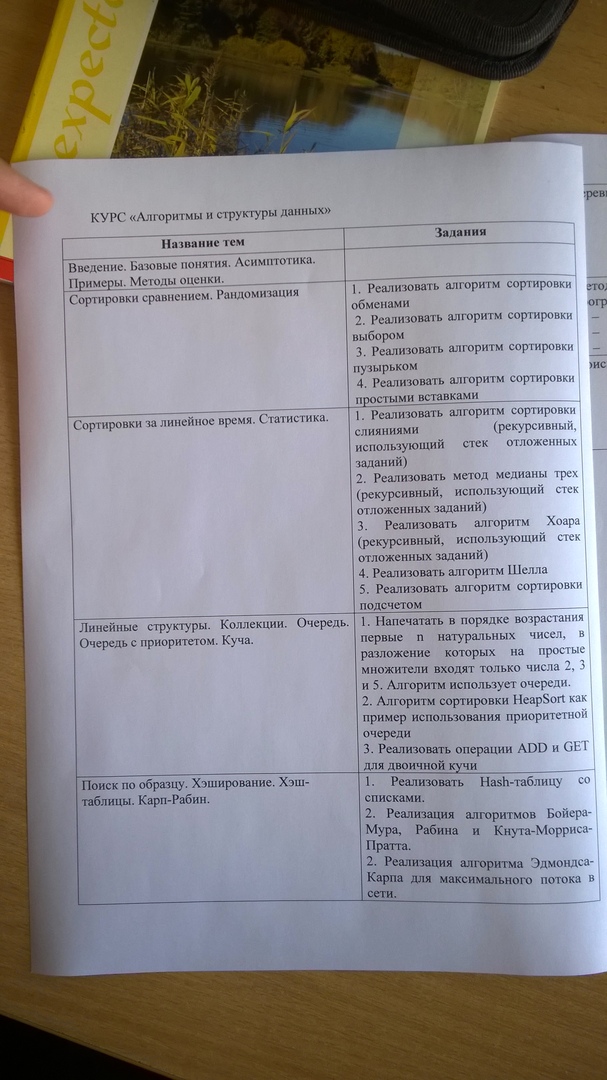 expect
КУРС «Алгоритмы и структуры данных»
Название тем
Задания
Введение. Базовые понятия. Асимптотика.
Примеры. Методы оценки.
Сортировки сравнением. Рандомизация
1. Реализовать алгоритм сортировки
обменами
2. Реализовать алгоритм сортировки
выбором
3. Реализовать алгоритм сортировки
пузырьком
4. Реализовать алгоритм сортировки
простыми вставками
Сортировки за линейное время. Статистика.
1. Реализовать алгоритм сортировки
слияниями (рекурсивный,
использующий стек отложенных
заданий)
2. Реализовать метод медианы трех
(рекурсивный, использующий стек
отложенных заданий)
3. Реализовать алгоритм Хоара
(рекурсивный, использующий стек
отложенных заданий)
4. Реализовать алгоритм Шелла
5. Реализовать алгоритм сортировки
подсчетом
Линейные структуры. Коллекции. Очередь.
Очередь с приоритетом. Куча.
1. Напечатать в порядке возрастания
первые n натуральных чисел, в
разложение которых на простые
множители входят только числа 2, 3
и 5. Алгоритм использует очереди.
2. Алгоритм сортировки HeapSort как
пример использования приоритетной
очереди
3. Реализовать операции ADD и GET
для двоичной кучи
Поиск по образцу. Хэширование. Хэш-
таблицы. Карп-Рабин.
1. Реализовать Hash-таблицу со
списками.
2. Реализация алгоритмов Бойера-
Мура, Рабина и Кнута-Морриса-
Пратта.
2. Реализация алгоритма Эдмондса-
Карпа для максимального потока в
сети.